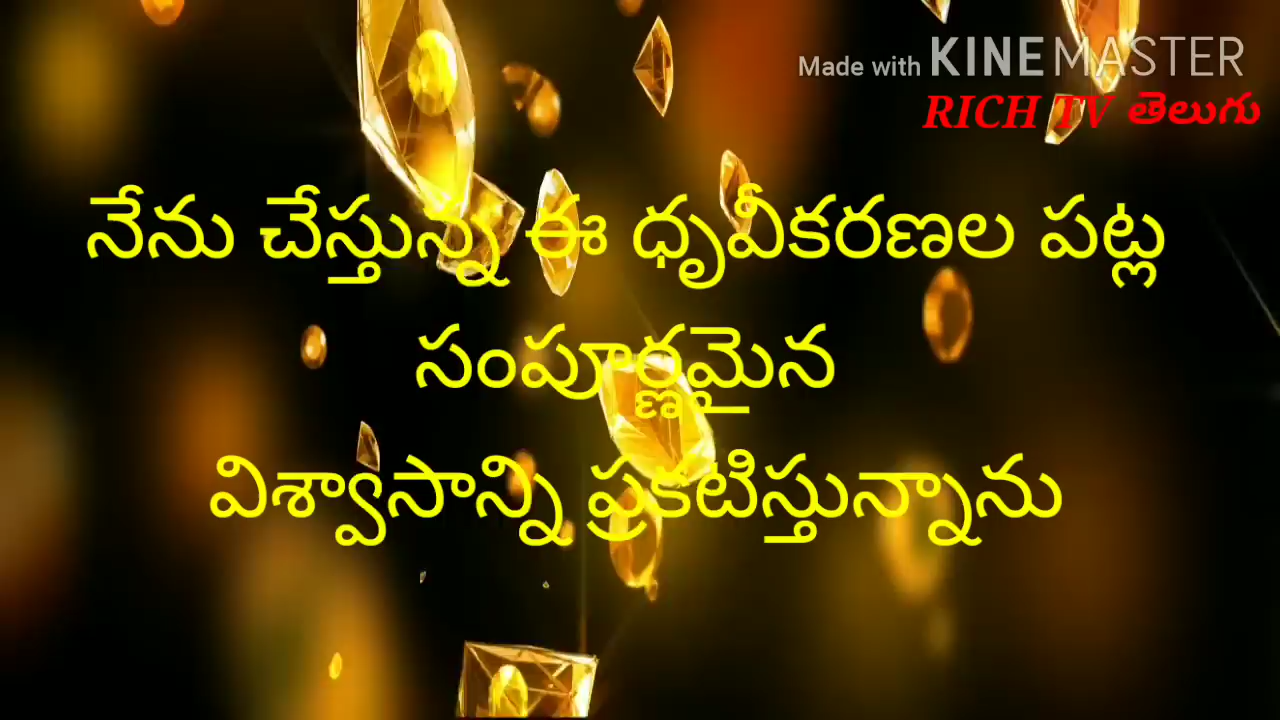 Made with KINEMASTER
RICH TV తెలుగు
నేను చేస్తున్న ఈ ధృవీకరణల పట్ల
సంపూర్ణమైన
విశ్వాసాన్ని ప్రకటిస్తున్నాను